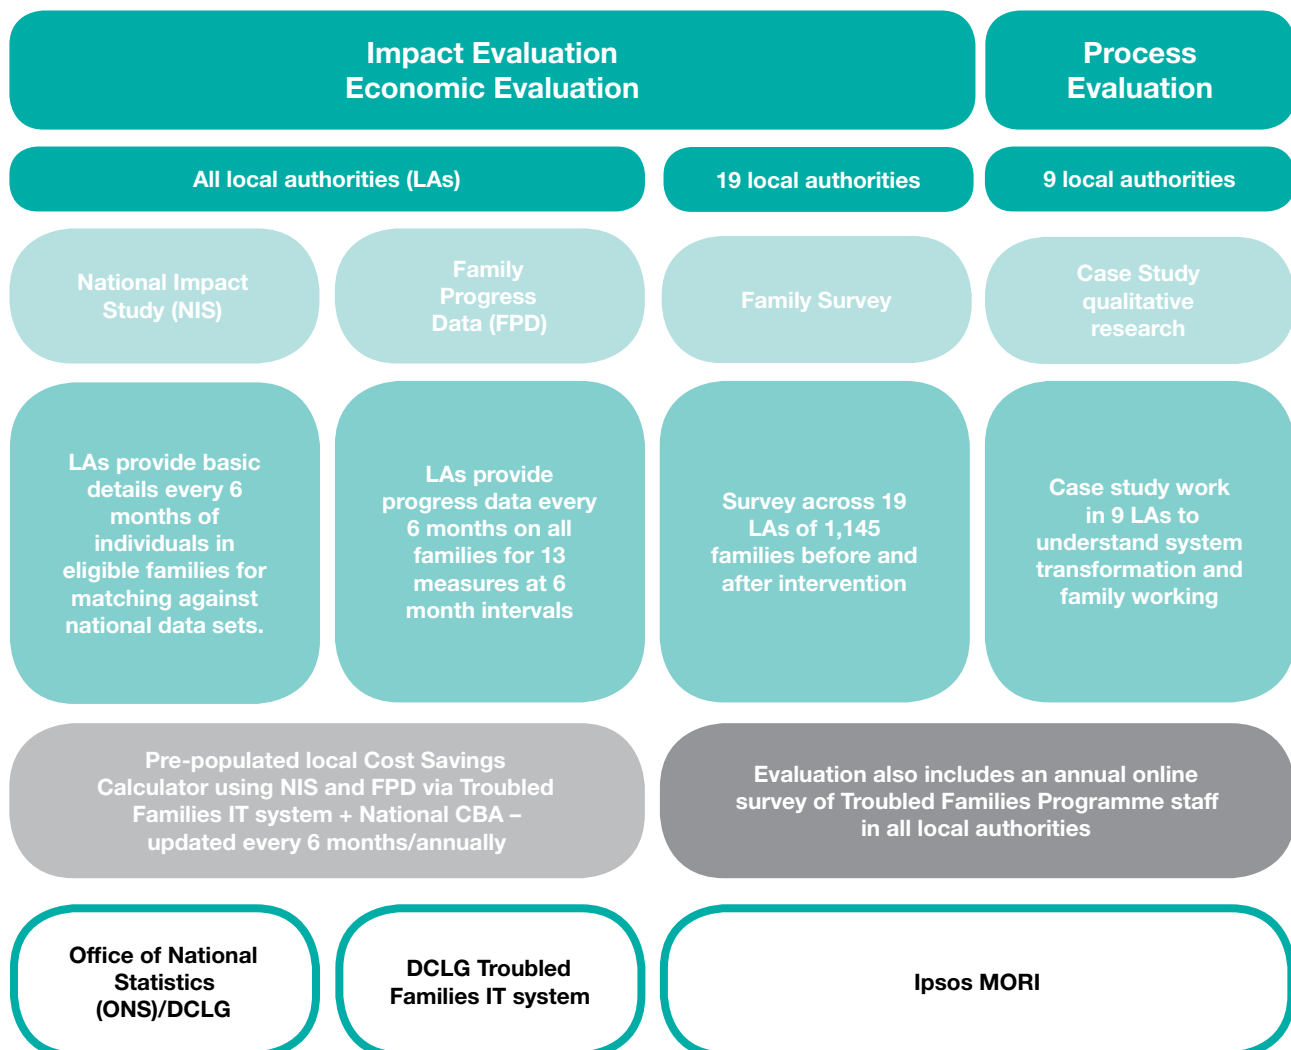 Impact Evaluation
Economic Evaluation
Process
Evaluation
All local authorities (LAs)
19 local authorities
9 local authorities
National Impact
Study (NIS)
Family
Progress
Data (FPD)
Family Survey
Case Study
qualitative
research
LAs provide basic
details every 6
months of
individuals in
eligible families for
matching against
national data sets.
LAs provide
progress data every
6 months on all
families for 13
measures at 6
month intervals
Survey across 19
LAs of 1,145
families before and
after intervention
Case study work
in 9 LAs to
understand system
transformation and
family working
Pre-populated local Cost Savings
Calculator using NIS and FPD via Troubled
Families IT system + National CBA –
updated every 6 months/annually
Evaluation also includes an annual online
survey of Troubled Families Programme staff
in all local authorities
Office of National
Statistics
(ONS)/DCLG
DCLG Troubled
Families IT system
Ipsos MORI